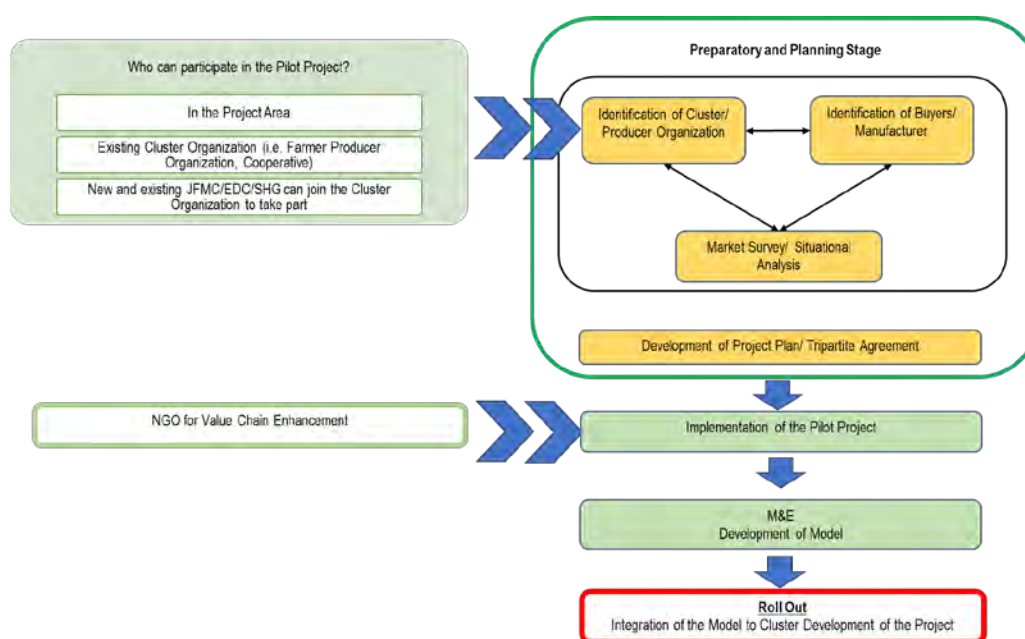 Who can participate in the Pilot Project?
In the Project Area
Existing Cluster Organization (i.e. Farmer Producer
Organization, Cooperative)
New and existing JFMC/EDC/SHG can join the Cluster
Organization to take part
Preparatory and Planning Stage
Identification of Cluster/
Producer Organization
Identification of Buyers/
Manufacturer
Market Survey/ Situational
Analysis
Development of Project Plan/ Tripartite Agreement
NGO for Value Chain Enhancement
Implementation of the Pilot Project
M&E
Development of Model
Roll Out
Integration of the Model to Cluster Development of the Project